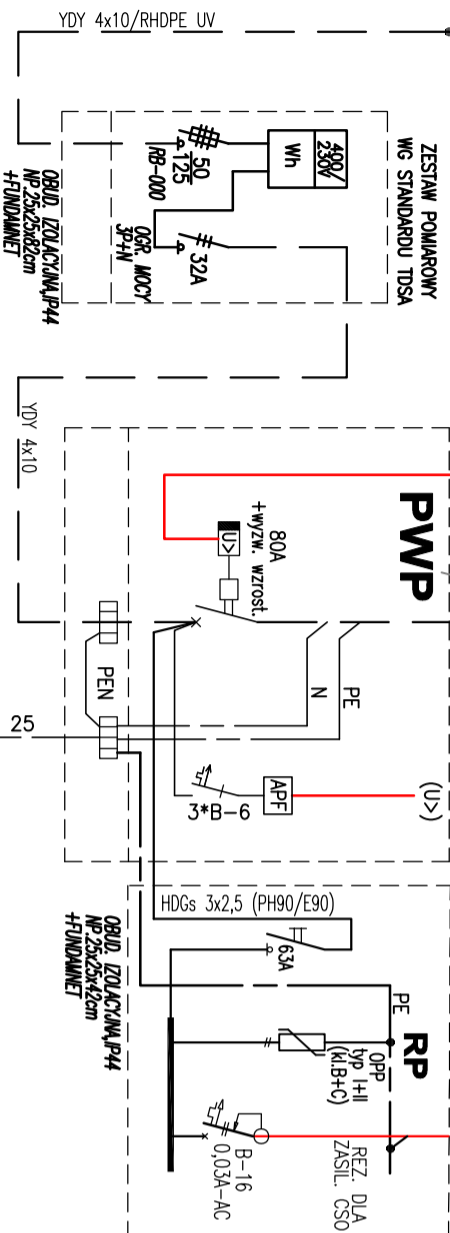 YDY 4x10/RHDPE UV
ZESTAW POMIAROWY
WG STANDARDU TDSA
400/
230V
Wh
50
125
RB-000
32A
OGR. MOCY
3P+N
OBUD. IZOLACYJNA,IP44
NP.25x25x82cm
+FUNDAMNET
YDY 4x10
PWP
80A
+wyzw. wzrost.
U>
PEN
N
PE
25
3*B-6
APF
(U>)
HDGs 3x2,5 (PH90/E90)
OBUD. IZOLACYJNA,IP44
NP.25x25x42cm
+FUNDAMNET
63A
PE
RP
OPP
typ I+II
(kl.B+C)
B-16
0,03A-AC
REZ. DLA
ZASIL. CSO